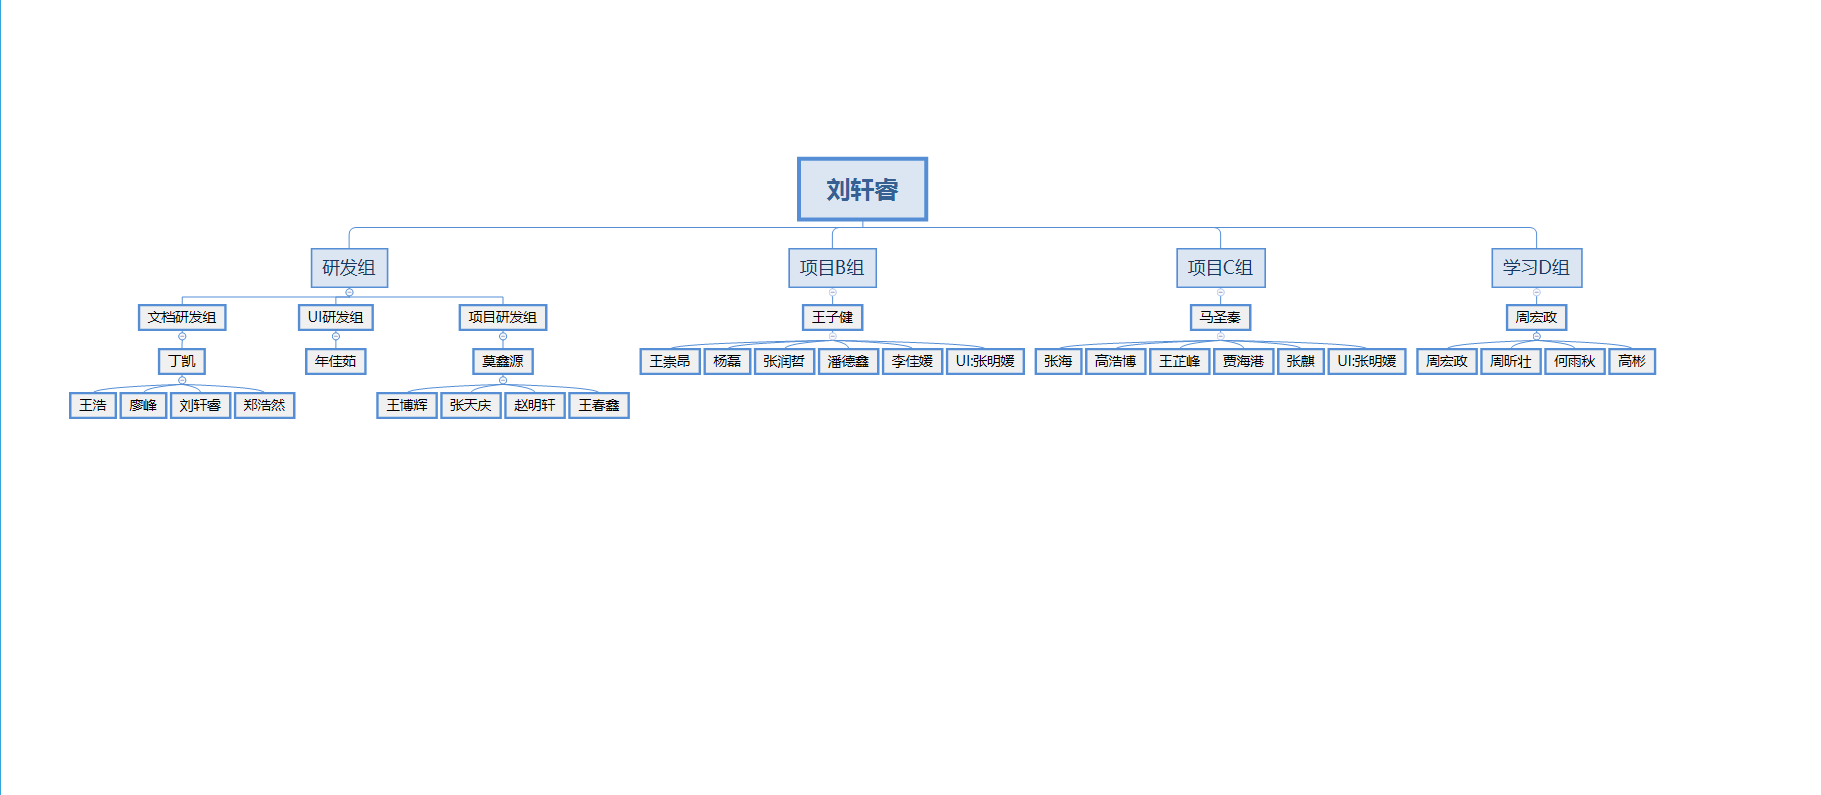 刘轩睿
研发组
项目B组
项目C组
学习D组
文档研发组
UI研发组
项目研发组
王子健
马圣秦
周宏政
丁凯
年佳茹
莫鑫源
王崇昂
杨磊
张润哲
潘德鑫
李佳媛
UI:张明媛
张海
高浩博
王芷峰
贾海港
张麒
UI:张明媛
周宏政
周昕壮
何雨秋
高彬
王浩
廖峰
刘轩睿
郑浩然
王博辉
张天庆
赵明轩
王春鑫